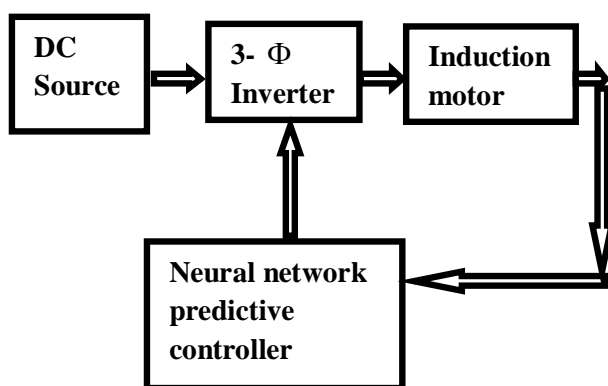 DC
Source
3- Φ
Inverter
Induction
motor
Neural network
predictive
controller